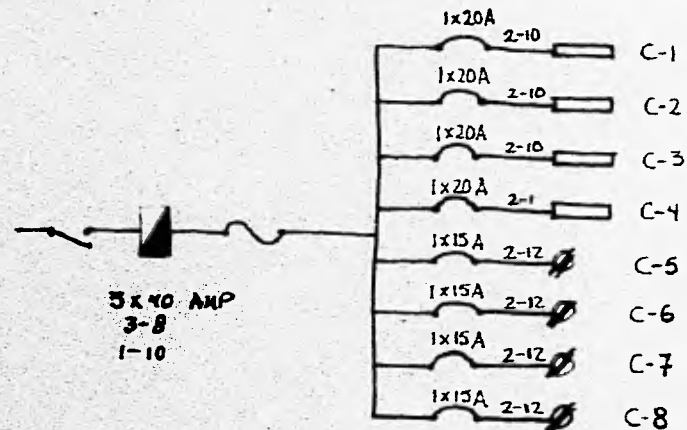 1x20A 2-10 C-1
1x20A 2-10 C-2
1x20A 2-10 C-3
1x20A 2-1 C-4
1x15A 2-12 C-5
1x15A 2-12 C-6
1x15A 2-12 C-7
1x15A 2-12 C-8
3x40 AMP
3-8
1-10